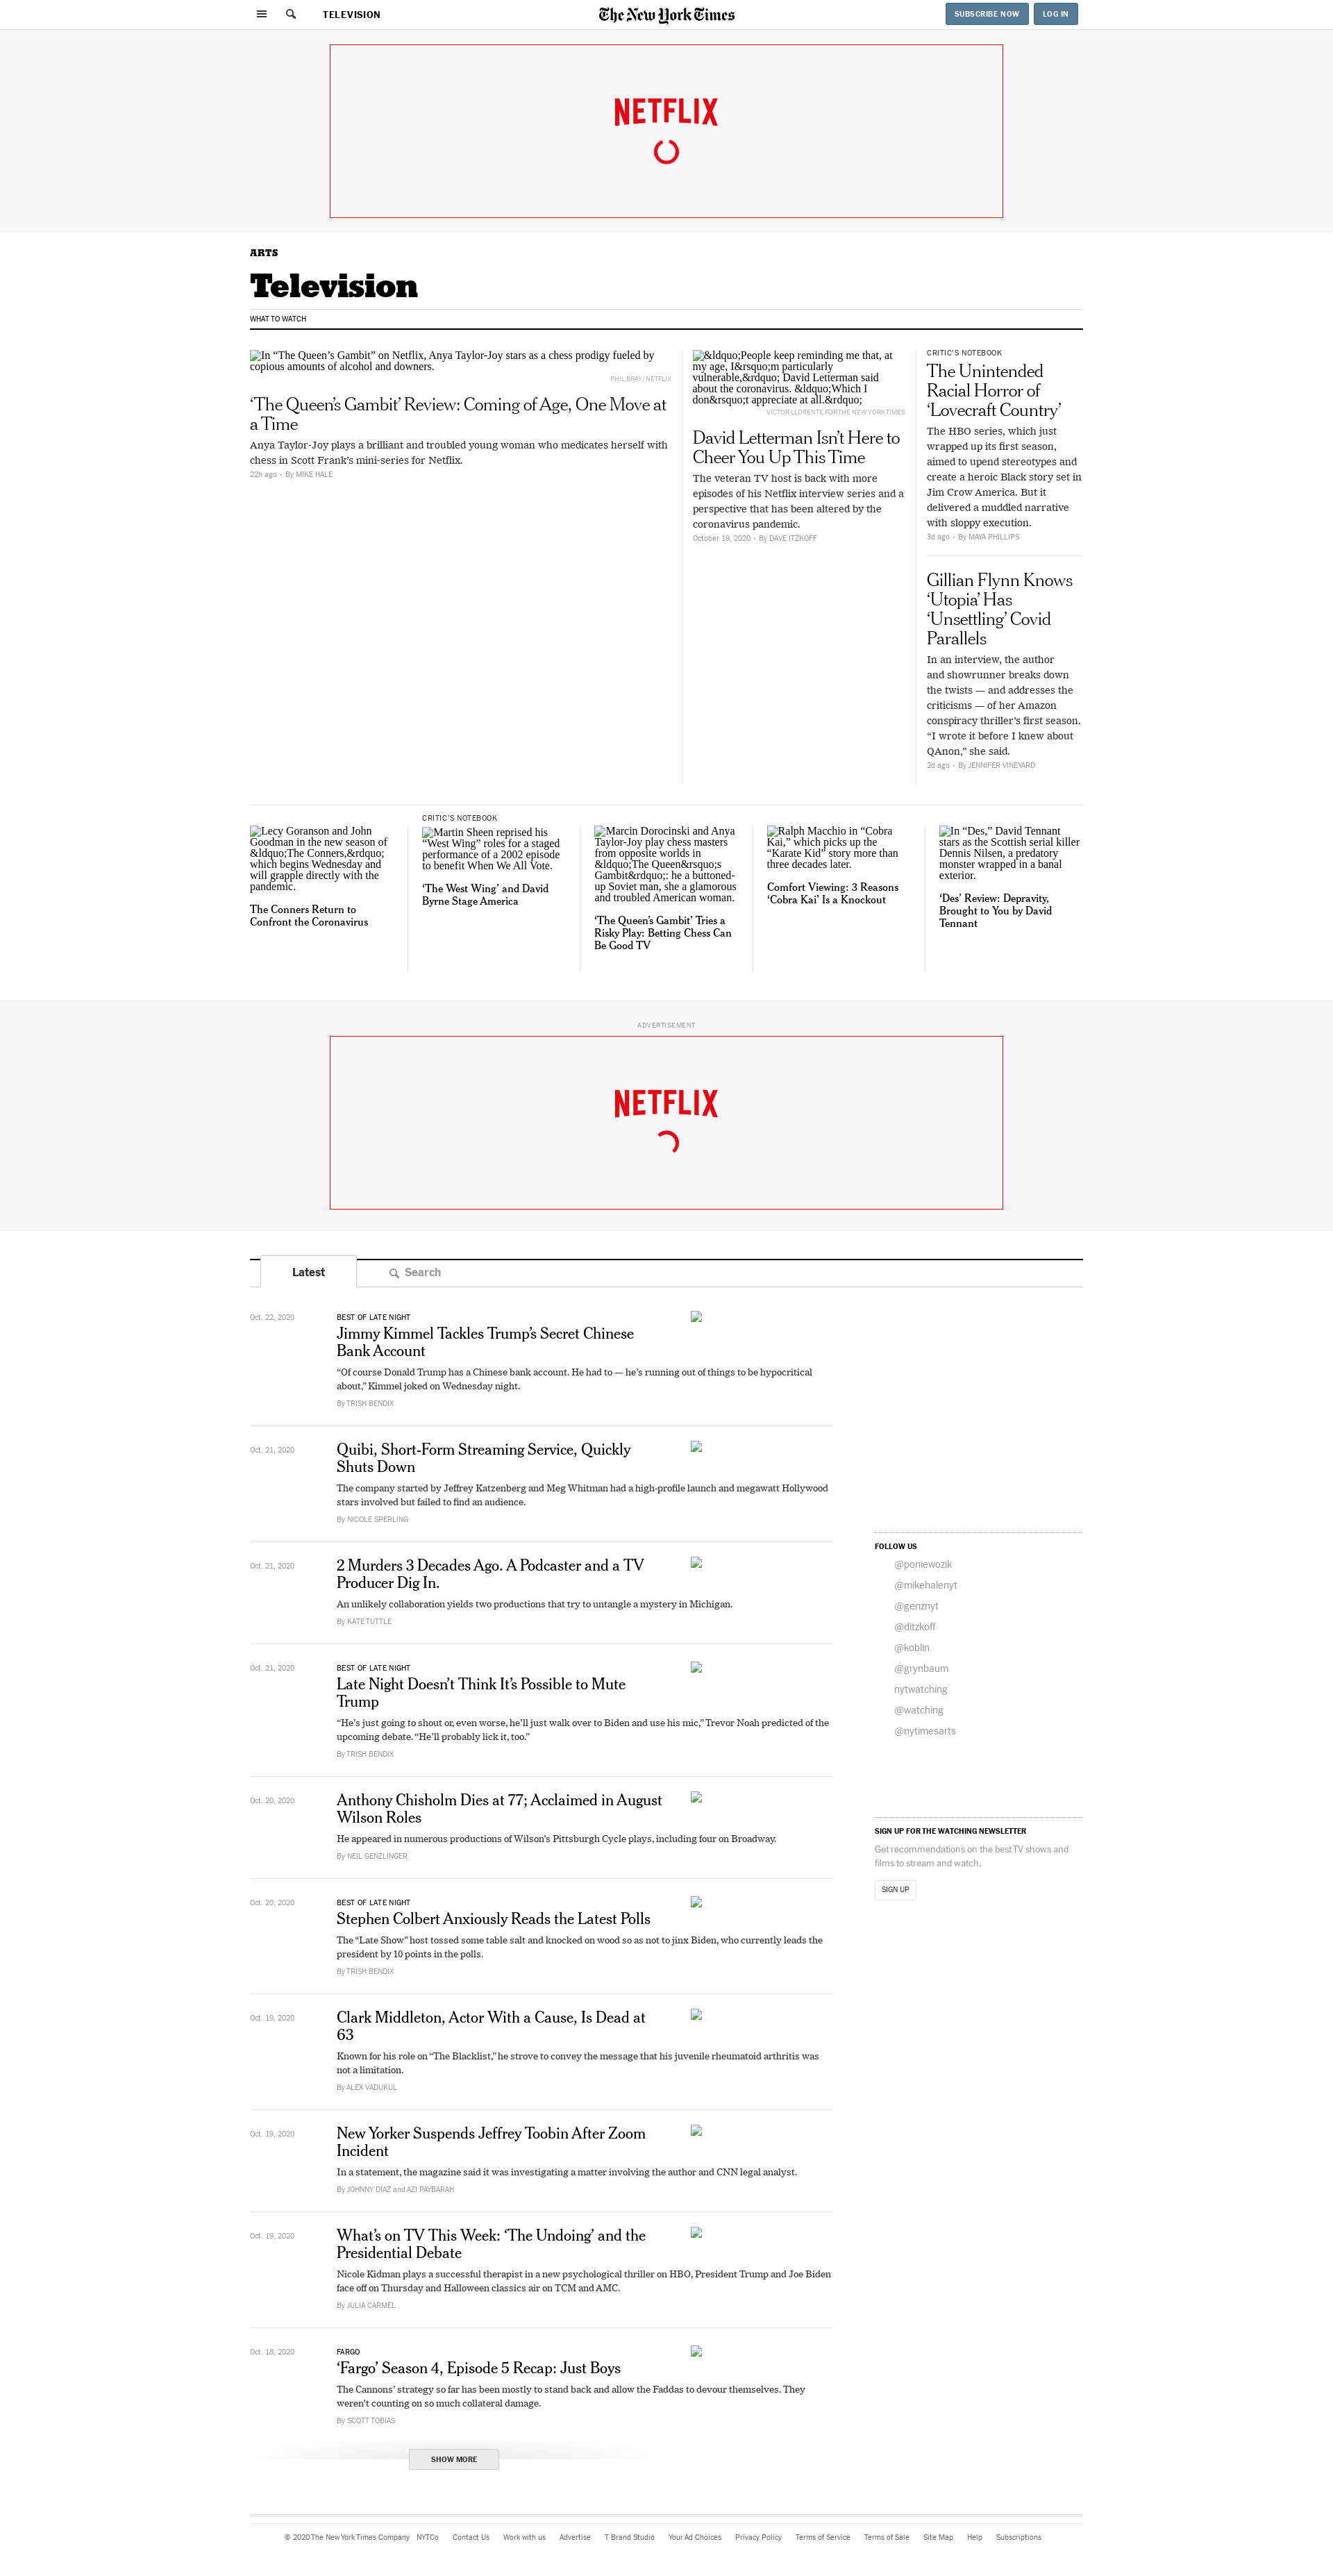 TELEVISION
The New York Times
SUBSCRIBE NOW
LOG IN
NETFLIX
ARTS
Television
WHAT TO WATCH
In “The Queen’s Gambit” on Netflix, Anya Taylor-Joy stars as a chess prodigy fueled by
copious amounts of alcohol and downers.
PHIL BRAY/NETFLIX
‘The Queen’s Gambit’ Review: Coming of Age, One Move at
a Time
Anya Taylor-Joy plays a brilliant and troubled young woman who medicates herself with
chess in Scott Frank’s mini-series for Netflix.
22h ago • By MIKE HALE
&ldquo;People keep reminding me that, at
my age, I&rsquo;m particularly
vulnerable,&rdquo; David Letterman said
about the coronavirus. &ldquo;Which I
don&rsquo;t appreciate at all.&rdquo;
VICTOR LLORENTE FOR THE NEW YORK TIMES
David Letterman Isn’t Here to
Cheer You Up This Time
The veteran TV host is back with more
episodes of his Netflix interview series and a
perspective that has been altered by the
coronavirus pandemic.
October 19, 2020 • By DAVE ITZKOFF
CRITIC’S NOTEBOOK
The Unintended
Racial Horror of
‘Lovecraft Country’
The HBO series, which just
wrapped up its first season,
aimed to upend stereotypes and
create a heroic Black story set in
Jim Crow America. But it
delivered a muddled narrative
with sloppy execution.
3d ago • By MAYA PHILLIPS
Gillian Flynn Knows
‘Utopia’ Has
‘Unsettling’ Covid
Parallels
In an interview, the author
and showrunner breaks down
the twists — and addresses the
criticisms — of her Amazon
conspiracy thriller’s first season.
“I wrote it before I knew about
QAnon,” she said.
2d ago • By JENNIFER VINEYARD
Lecy Goranson and John
Goodman in the new season of
&ldquo;The Conners,&rdquo;
which begins Wednesday and
will grapple directly with the
pandemic.
The Conners Return to
Confront the Coronavirus
CRITIC’S NOTEBOOK
Martin Sheen reprised his
“West Wing” roles for a staged
performance of a 2002 episode
to benefit When We All Vote.
‘The West Wing’ and David
Byrne Stage America
Marcin Dorocinski and Anya
Taylor-Joy play chess masters
from opposite worlds in
&ldquo;The Queen&rsquo;s
Gambit&rdquo;: he a buttoned-
up Soviet man, she a glamorous
and troubled American woman.
‘The Queen’s Gambit’ Tries a
Risky Play: Betting Chess Can
Be Good TV
Ralph Macchio in “Cobra
Kai,” which picks up the
“Karate Kid” story more than
three decades later.
Comfort Viewing: 3 Reasons
‘Cobra Kai’ Is a Knockout
In “Des,” David Tennant
stars as the Scottish serial killer
Dennis Nilsen, a predatory
monster wrapped in a banal
exterior.
‘Des’ Review: Depravity,
Brought to You by David
Tennant
ADVERTISEMENT
NETFLIX
Latest
Search
Oct. 22, 2020
BEST OF LATE NIGHT
Jimmy Kimmel Tackles Trump’s Secret Chinese
Bank Account
“Of course Donald Trump has a Chinese bank account. He had to — he’s running out of things to be hypocritical
about,” Kimmel joked on Wednesday night.
By TRISH BENDIX
Oct. 21, 2020
Quibi, Short-Form Streaming Service, Quickly
Shuts Down
The company started by Jeffrey Katzenberg and Meg Whitman had a high-profile launch and megawatt Hollywood
stars involved but failed to find an audience.
By NICOLE SPERLING
Oct. 21, 2020
2 Murders 3 Decades Ago. A Podcaster and a TV
Producer Dig In.
An unlikely collaboration yields two productions that try to untangle a mystery in Michigan.
By KATE TUTTLE
Oct. 21, 2020
BEST OF LATE NIGHT
Late Night Doesn’t Think It’s Possible to Mute
Trump
“He’s just going to shout or, even worse, he’ll just walk over to Biden and use his mic,” Trevor Noah predicted of the
upcoming debate. “He’ll probably lick it, too.”
By TRISH BENDIX
Oct. 20, 2020
Anthony Chisholm Dies at 77; Acclaimed in August
Wilson Roles
He appeared in numerous productions of Wilson’s Pittsburgh Cycle plays, including four on Broadway.
By NEIL GENZLINGER
Oct. 20, 2020
BEST OF LATE NIGHT
Stephen Colbert Anxiously Reads the Latest Polls
The “Late Show” host tossed some table salt and knocked on wood so as not to jinx Biden, who currently leads the
president by 10 points in the polls.
By TRISH BENDIX
Oct. 19, 2020
Clark Middleton, Actor With a Cause, Is Dead at
63
Known for his role on “The Blacklist,” he strove to convey the message that his juvenile rheumatoid arthritis was
not a limitation.
By ALEX VADUKUL
Oct. 19, 2020
New Yorker Suspends Jeffrey Toobin After Zoom
Incident
In a statement, the magazine said it was investigating a matter involving the author and CNN legal analyst.
By JOHNNY DIAZ and AZI PAYBARAH
Oct. 19, 2020
What’s on TV This Week: ‘The Undoing’ and the
Presidential Debate
Nicole Kidman plays a successful therapist in a new psychological thriller on HBO, President Trump and Joe Biden
face off on Thursday and Halloween classics air on TCM and AMC.
By JULIA CARMEL
Oct. 18, 2020
FARGO
‘Fargo’ Season 4, Episode 5 Recap: Just Boys
The Cannons’ strategy so far has been mostly to stand back and allow the Faddas to devour themselves. They
weren’t counting on so much collateral damage.
By SCOTT TOBIAS
SHOW MORE
FOLLOW US
@poniewozik
@mikehalenyt
@genznyt
@ditzkoff
@koblin
@grynbaum
nytwatching
@watching
@nytimesarts
SIGN UP FOR THE WATCHING NEWSLETTER
Get recommendations on the best TV shows and
films to stream and watch.
SIGN UP
© 2020 The New York Times Company NYTCo Contact Us Work with us Advertise T Brand Studio Your Ad Choices Privacy Policy Terms of Service Terms of Sale Site Map Help Subscriptions